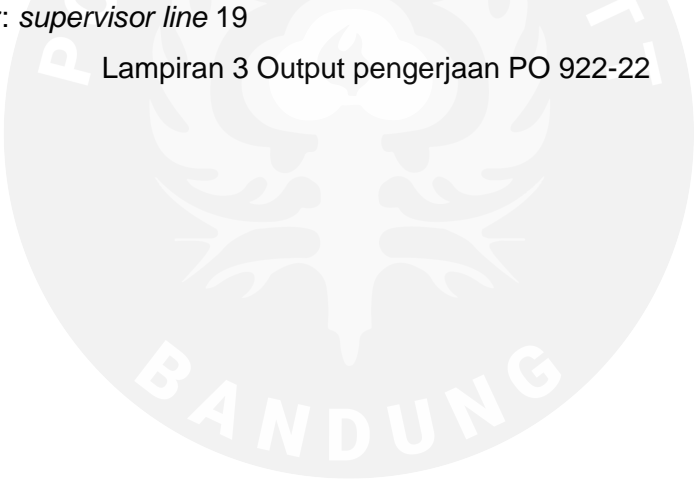 : supervisor line 19
Lampiran 3 Output pengerjaan PO 922-22
BANDUNG